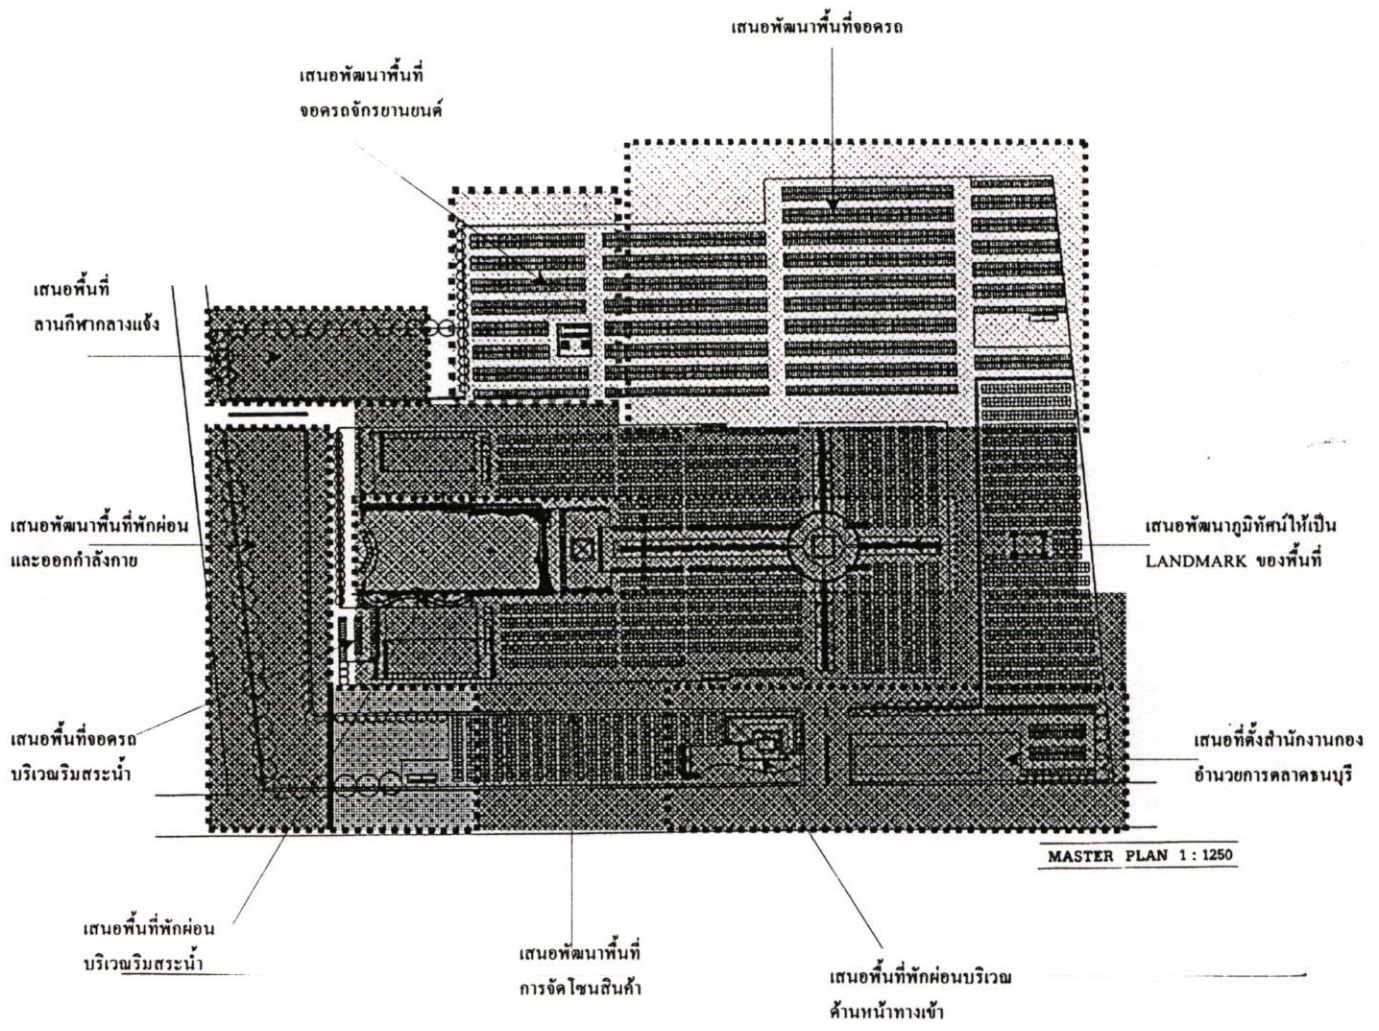 เสนอพัฒนาพื้นที่จอดรถ
เสนอพัฒนาพื้นที่
จอดรถจักรยานยนต์
เสนอพื้นที่
ลานกีฬากลางแจ้ง
เสนอพัฒนาพื้นที่พักผ่อน
และออกกำลังกาย
เสนอพัฒนาภูมิทัศน์ให้เป็น
LANDMARK ของพื้นที่
เสนอพื้นที่จอดรถ
บริเวณริมสระน้ำ
เสนอที่ตั้งสำนักงานกอง
อำนวยการตลาดธนบุรี
MASTER PLAN 1 : 1250
เสนอพื้นที่พักผ่อน
บริเวณริมสระน้ำ
เสนอพัฒนาพื้นที่
การจัดโซนสินค้า
เสนอพื้นที่พักผ่อนบริเวณ
ด้านหน้าทางเข้า